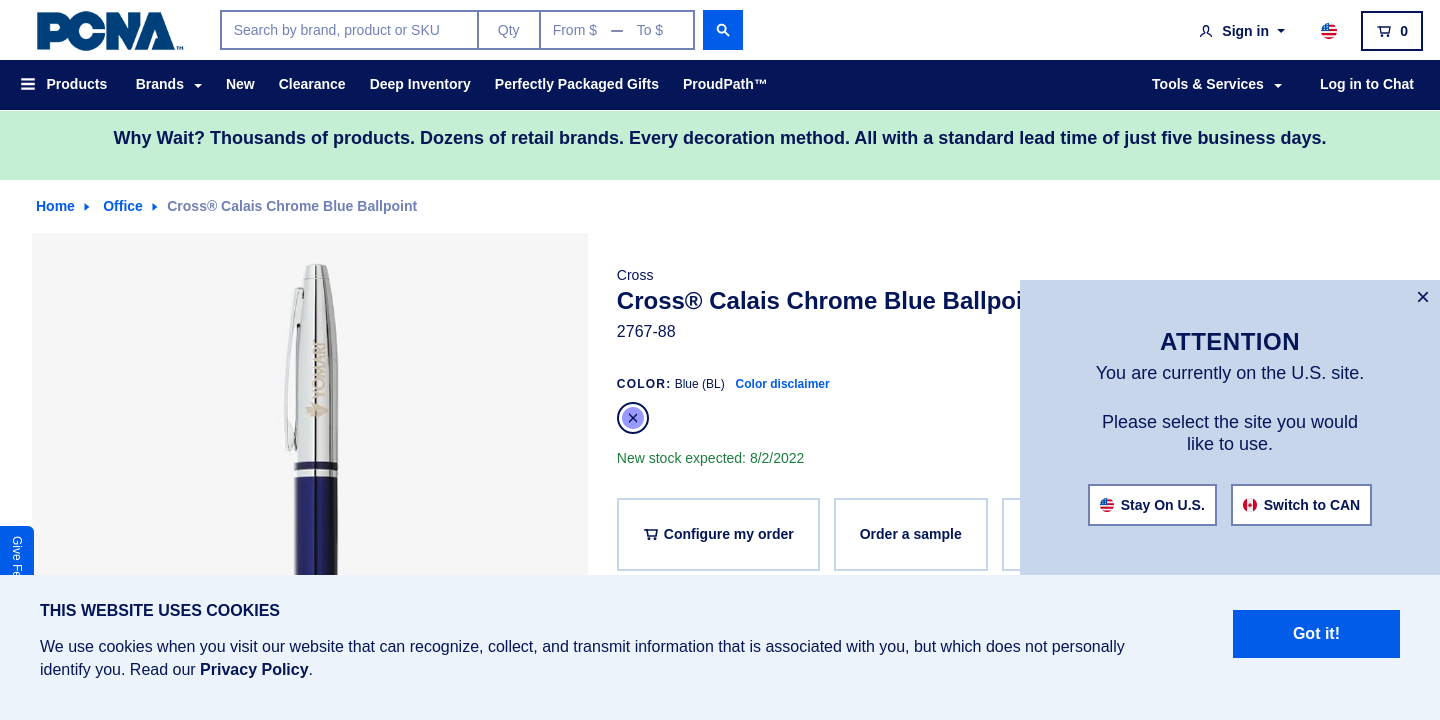 PCNA™
Search by brand, product or SKU
Qty
From $
To $
Sign in
0
Products
Brands
New
Clearance
Deep Inventory
Perfectly Packaged Gifts
ProudPath™
Tools & Services
Log in to Chat
Why Wait? Thousands of products. Dozens of retail brands. Every decoration method. All with a standard lead time of just five business days.
Home
Office
Cross® Calais Chrome Blue Ballpoint
Cross
Cross® Calais Chrome Blue Ballpoi
2767-88
COLOR: Blue (BL) Color disclaimer
New stock expected: 8/2/2022
Configure my order
Order a sample
ATTENTION
You are currently on the U.S. site.
Please select the site you would
like to use.
Stay On U.S.
Switch to CAN
Give Fe
THIS WEBSITE USES COOKIES
We use cookies when you visit our website that can recognize, collect, and transmit information that is associated with you, but which does not personally
identify you. Read our Privacy Policy.
Got it!